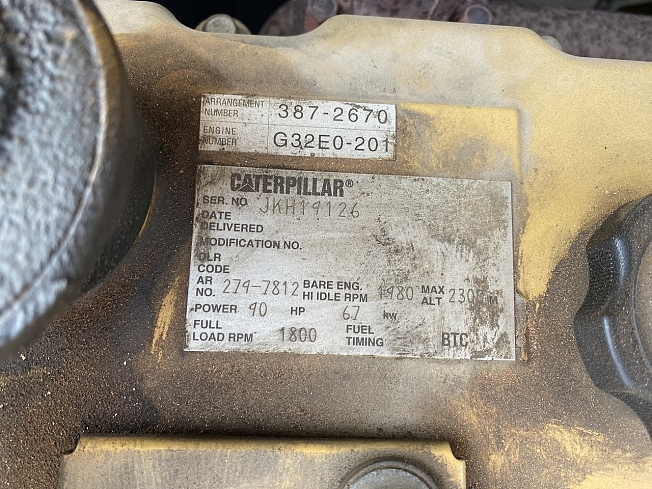 ARRANGEMENT NUMBER 387-2670
ENGINE NUMBER G32E0-201
CATERPILLAR®
SER. NO JKH19126
DATE
DELIVERED
MODIFICATION NO.
DLR
CODE
AR NO. 279-7812 BARE ENG. HI IDLE RPM 1980 MAX ALT 2300 M
POWER 90 HP 67 kw
FULL LOAD RPM 1800 FUEL TIMING BTC